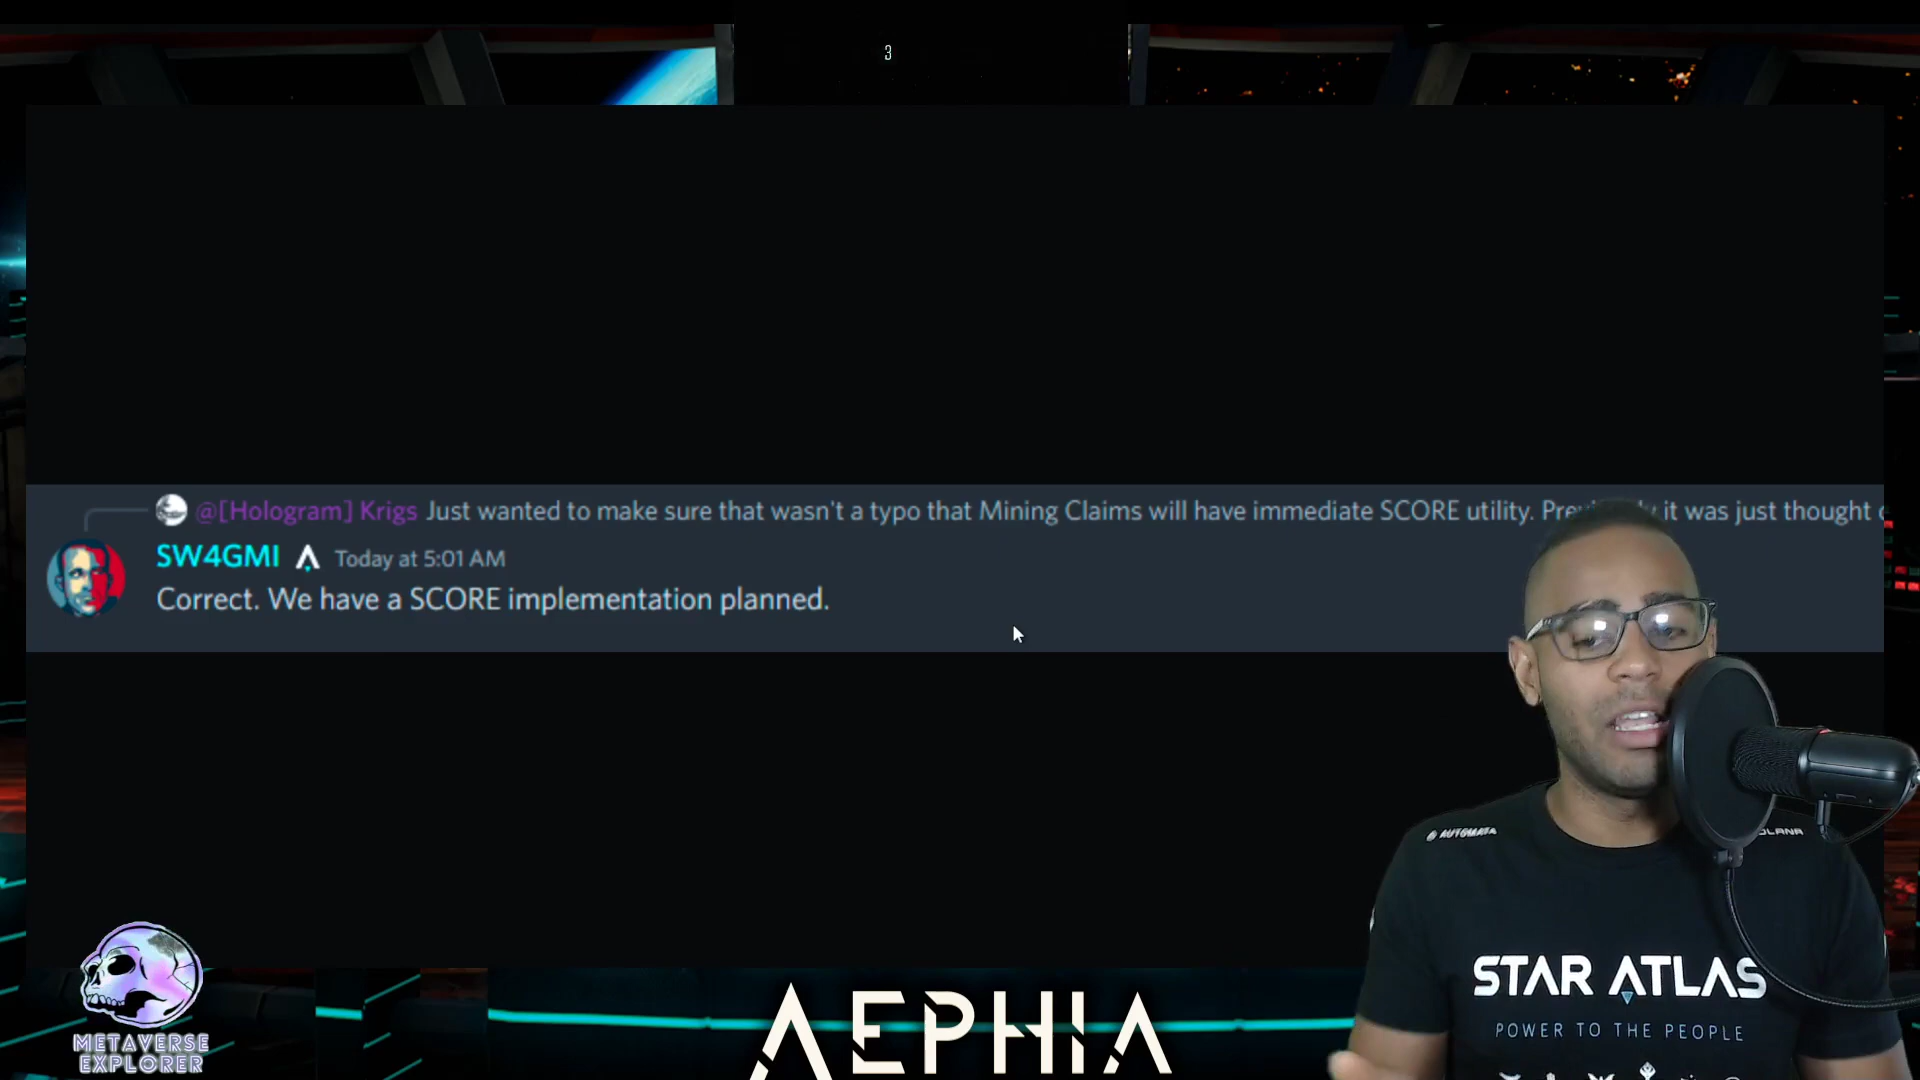 3
@[Hologram] Krigs Just wanted to make sure that wasn't a typo that Mining Claims will have immediate SCORE utility. it was just thought
SW4GMI Today at 5:01 AM
Correct. We have a SCORE implementation planned.
AUTOMATA
STAR ATLAS
POWER TO THE PEOPLE
METAVERSE
EXPLORER
AEPHIA